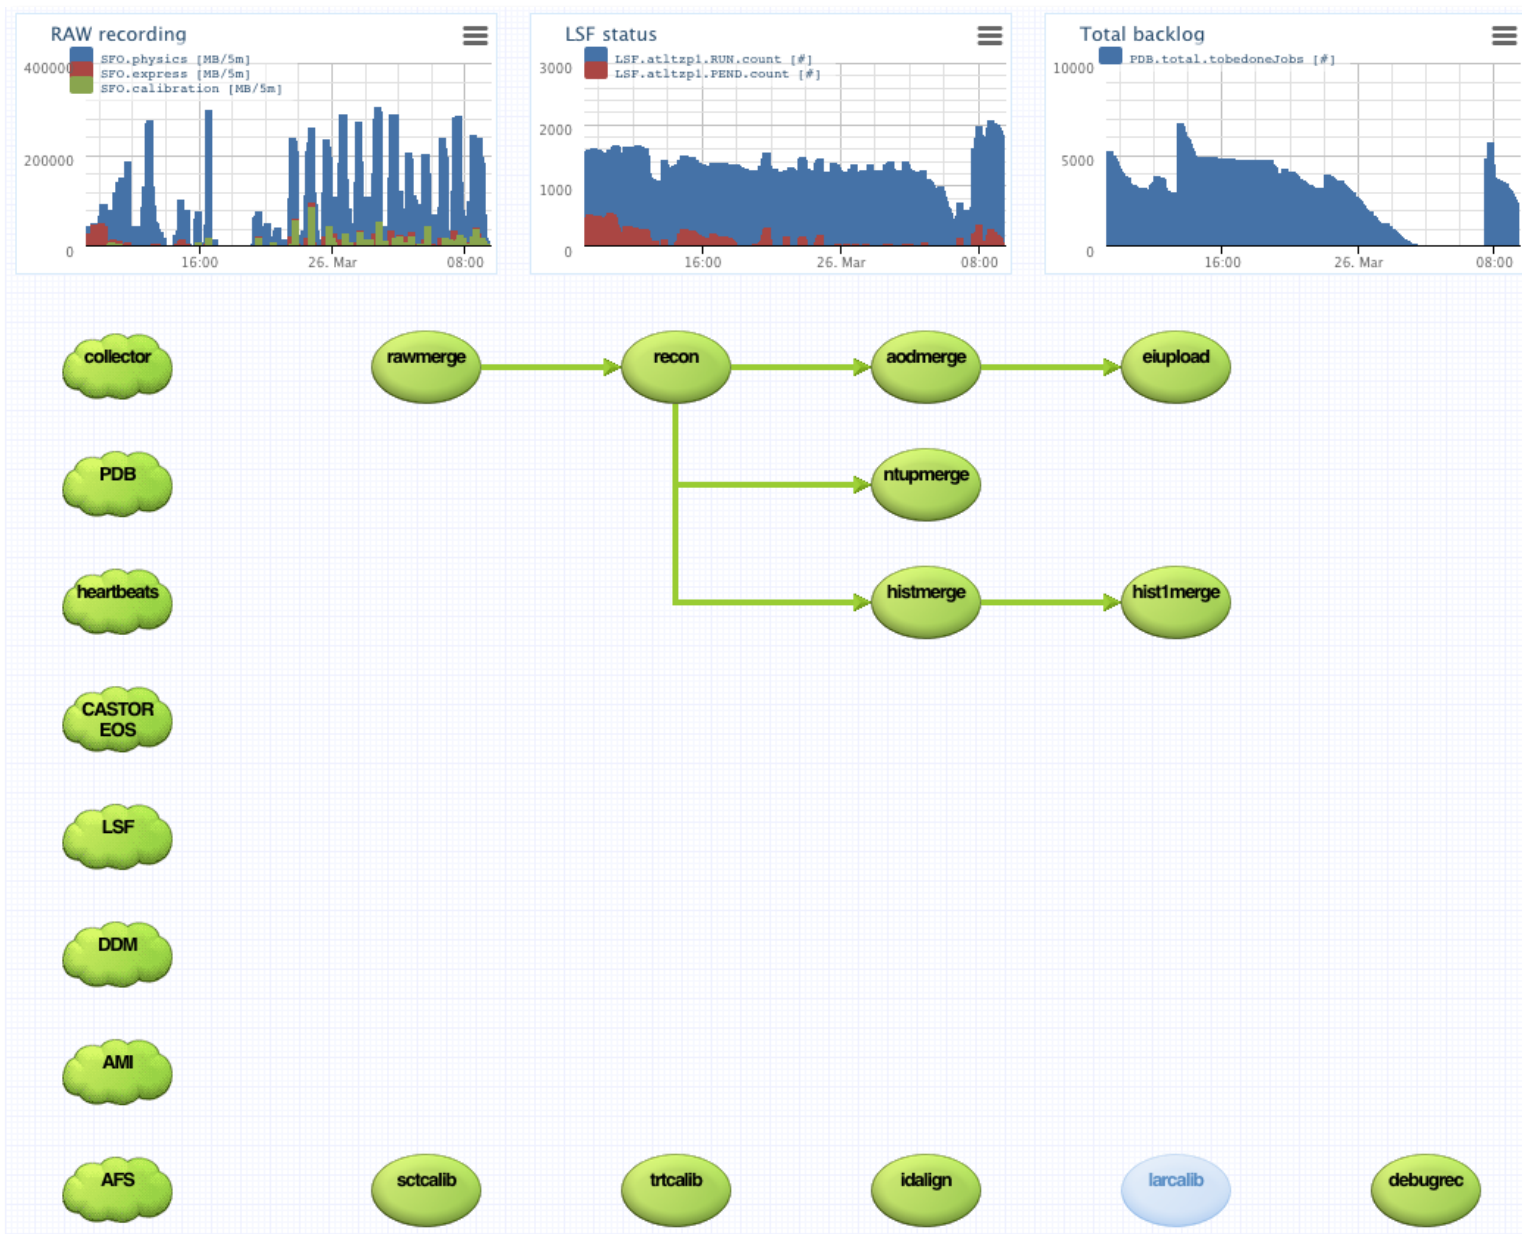 RAW recording
SFO.physics [MB/5m]
SFO.express [MB/5m]
SFO.calibration [MB/5m]
400000
200000
0
16:00
26. Mar
08:00
LSF status
LSF.atltzp1.RUN.count [#]
LSF.atltzp1.PEND.count [#]
3000
2000
1000
0
16:00
26. Mar
08:00
Total backlog
PDB.total.tobedoneJobs [#]
10000
5000
0
16:00
26. Mar
08:00
collector
rawmerge
recon
aodmerge
eiupload
PDB
ntupmerge
heartbeats
histmerge
hist1merge
CASTOR
EOS
LSF
DDM
AMI
AFS
sctcalib
trtcalib
idalign
larcalib
debugrec